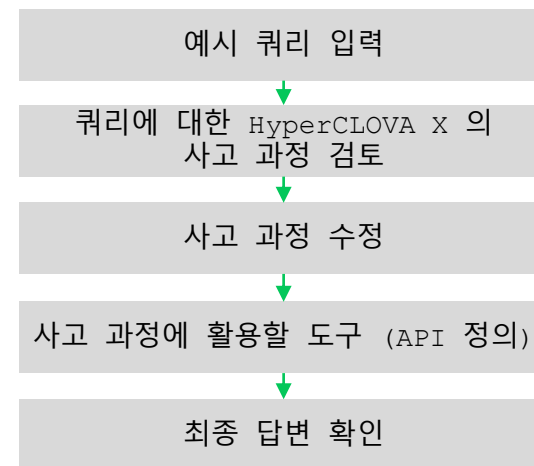 예시 쿼리 입력
쿼리에 대한 HyperCLOVA X 의
사고 과정 검토
사고 과정 수정
사고 과정에 활용할 도구 (API 정의)
최종 답변 확인